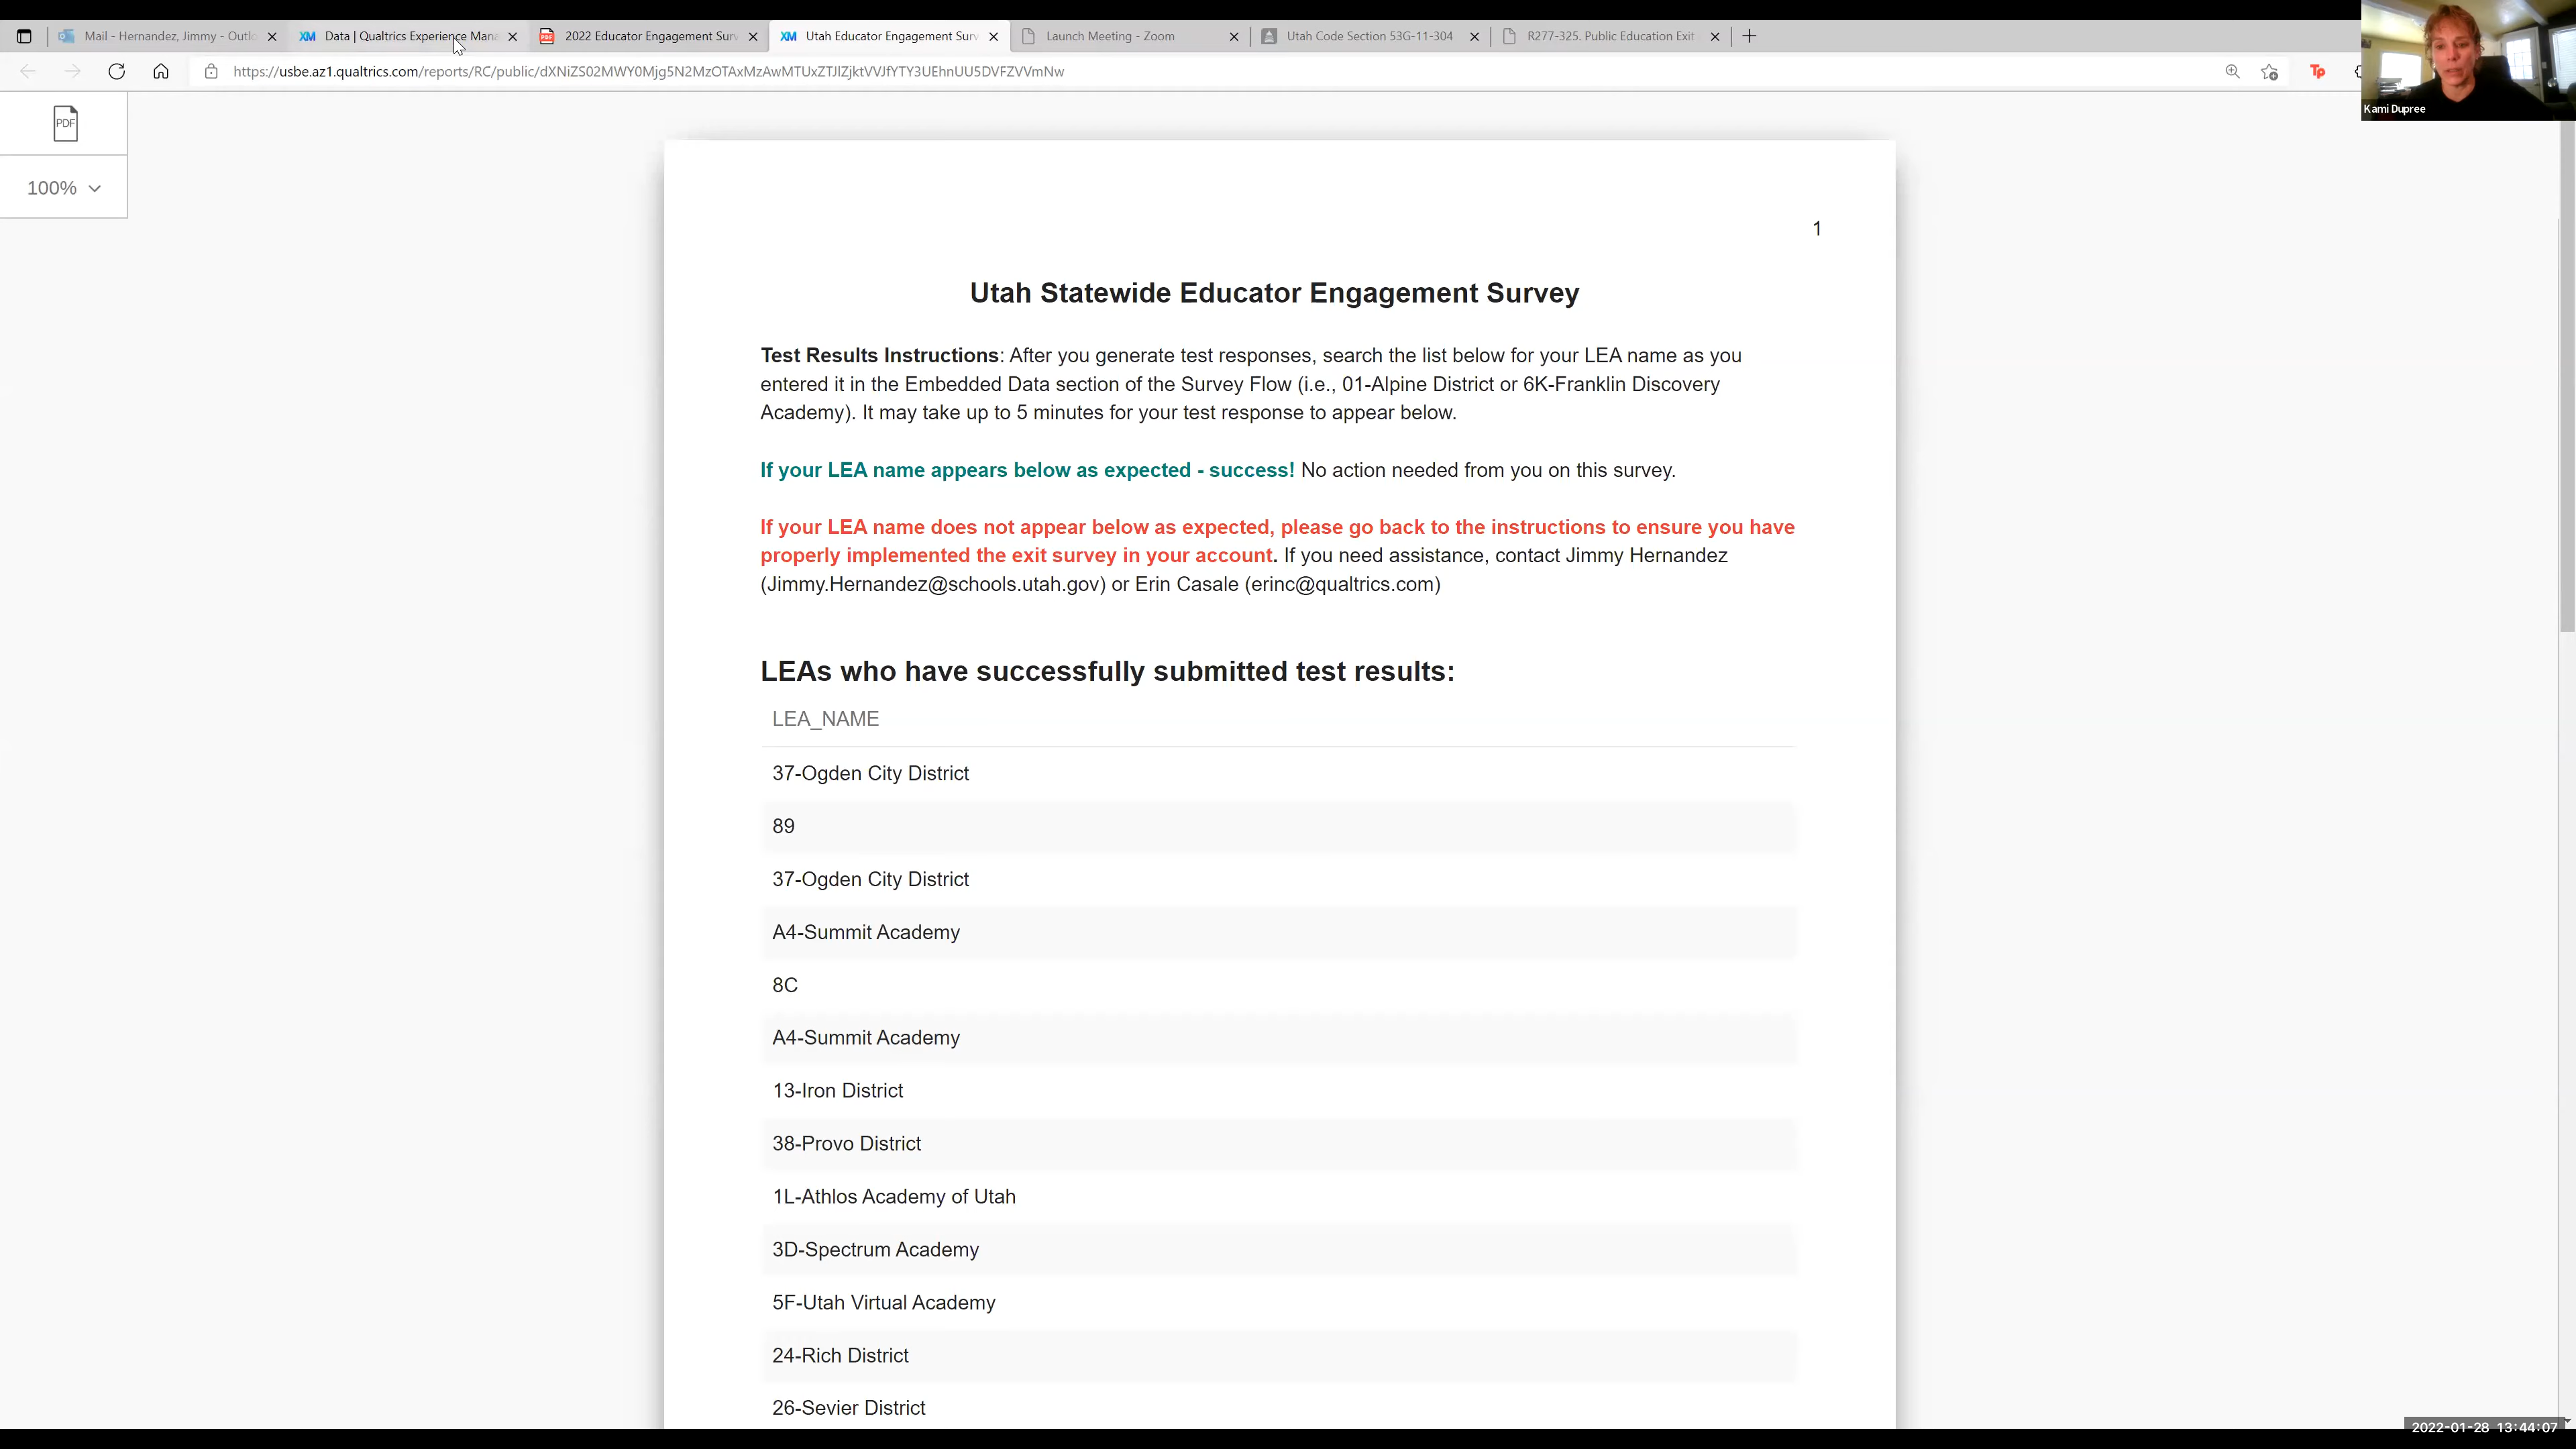 Mail - Hernandez, Jimmy - Outlo
Data | Qualtrics Experience Mana
2022 Educator Engagement Surv
Utah Educator Engagement Surv
Launch Meeting - Zoom
Utah Code Section 53G-11-304
R277-325. Public Education Exit
https://usbe.az1.qualtrics.com/reports/RC/public/dXNiZS02MWY0Mjg5N2MzOTAxMzAwMTUxZTJlZjktVVJfYTY3UEhnUU5DVFZVVmNw
Kami Dupree
PDF
100%
1
Utah Statewide Educator Engagement Survey
Test Results Instructions: After you generate test responses, search the list below for your LEA name as you
entered it in the Embedded Data section of the Survey Flow (i.e., 01-Alpine District or 6K-Franklin Discovery
Academy). It may take up to 5 minutes for your test response to appear below.
If your LEA name appears below as expected - success! No action needed from you on this survey.
If your LEA name does not appear below as expected, please go back to the instructions to ensure you have
properly implemented the exit survey in your account. If you need assistance, contact Jimmy Hernandez
(Jimmy.Hernandez@schools.utah.gov) or Erin Casale (erinc@qualtrics.com)
LEAs who have successfully submitted test results:
LEA_NAME
37-Ogden City District
89
37-Ogden City District
A4-Summit Academy
8C
A4-Summit Academy
13-Iron District
38-Provo District
1L-Athlos Academy of Utah
3D-Spectrum Academy
5F-Utah Virtual Academy
24-Rich District
26-Sevier District
2022-01-28 13:44:07